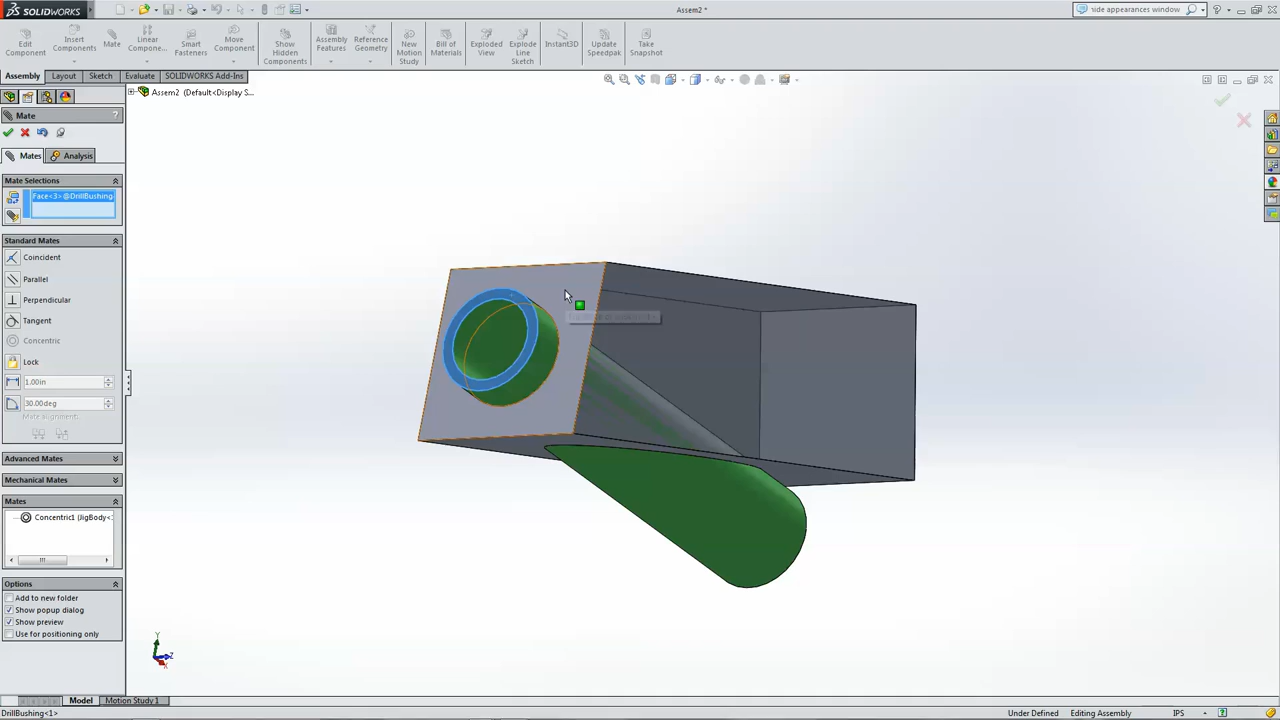 SOLIDWORKS
Assem2 *
side appearances window
Edit Component
Insert Components
Mate
Linear Compone...
Smart Fasteners
Move Component
Show Hidden Components
Assembly Features
Reference Geometry
New Motion Study
Bill of Materials
Exploded View
Explode Line Sketch
Instant3D
Update Speedpak
Take Snapshot
Assembly
Layout
Sketch
Evaluate
SOLIDWORKS Add-Ins
Assem2 (Default<Display S...
Mate
?
Mates
Analysis
Mate Selections
Face<3>@DrillBushing
Standard Mates
Coincident
Parallel
Perpendicular
Tangent
Concentric
Lock
1.00in
30.00deg
Mate alignment:
Advanced Mates
Mechanical Mates
Mates
Concentric1 (JigBody<
Options
Add to new folder
Show popup dialog
Show preview
Use for positioning only
Y
Z
X
Model
Motion Study 1
DrillBushing<1>
Under Defined
Editing Assembly
IPS